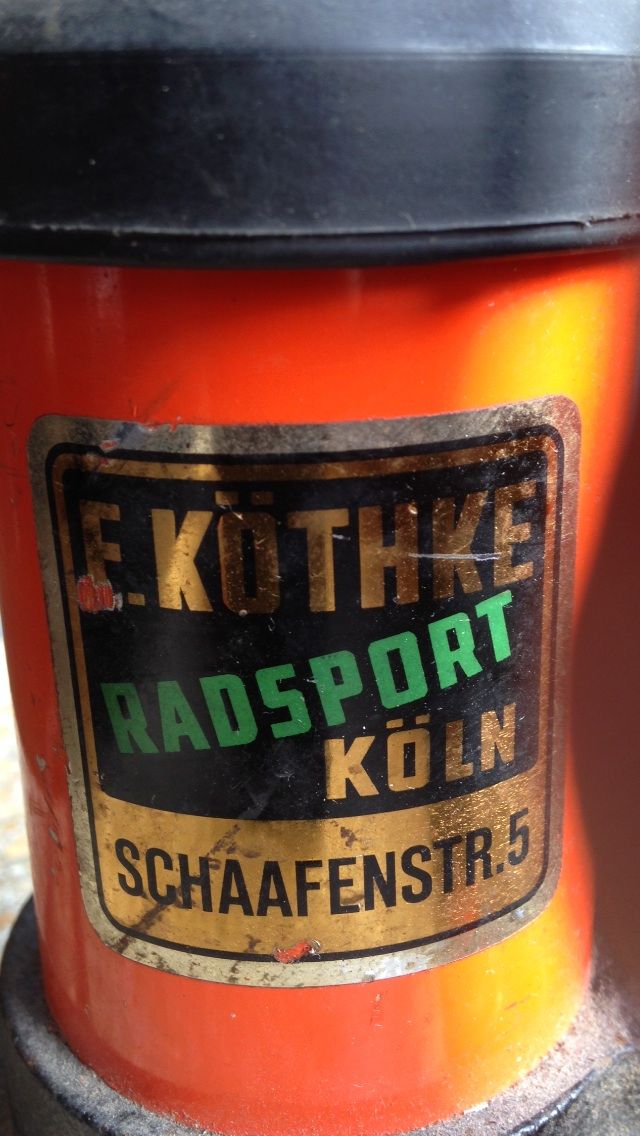 E. KÖTHKE
RADSPORT
KÖLN
SCHAAFENSTR. 5